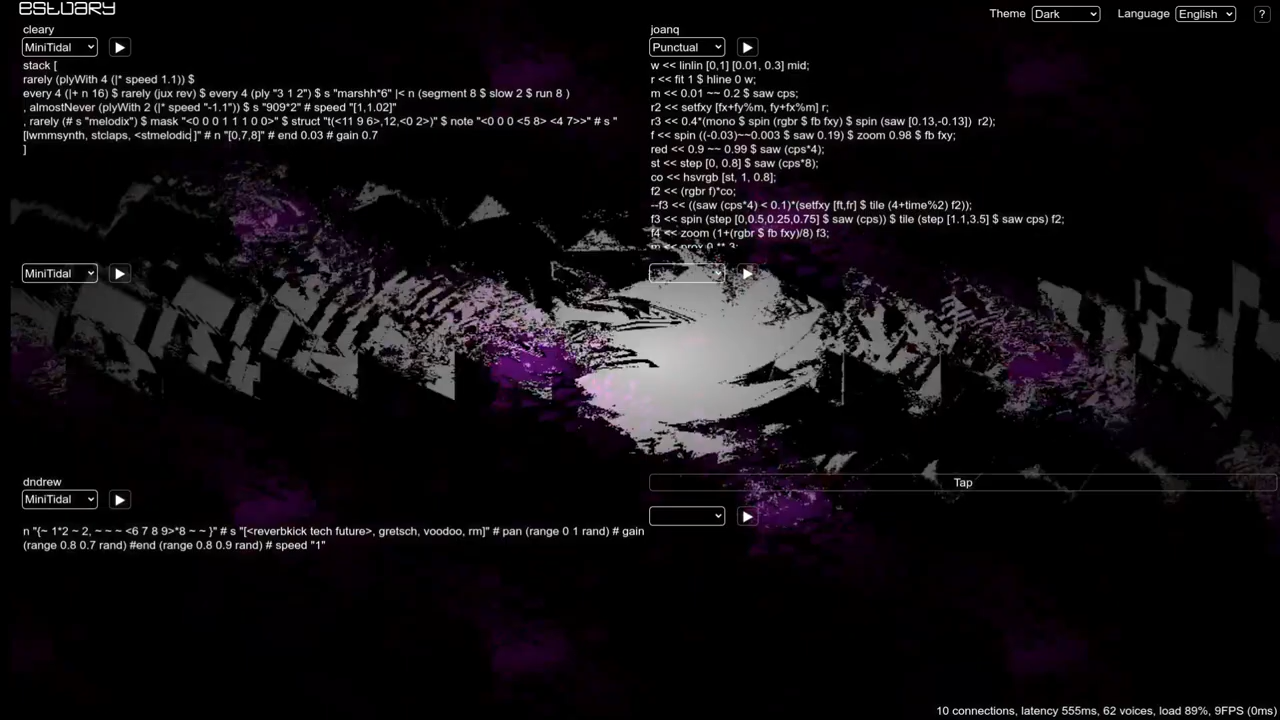 estuary
Theme Dark Language English ?
cleary
MiniTidal
stack [
rarely (plyWith 4 (|* speed 1.1)) $
every 4 (|+ n 16) $ rarely (jux rev) $ every 4 (ply "3 1 2") $ s "marshh*6" |< n (segment 8 $ slow 2 $ run 8 )
, almostNever (plyWith 2 (|* speed "-1.1")) $ s "909*2" # speed "[1,1.02]"
, rarely (# s "melodix") $ mask "<0 0 0 1 1 1 0 0>" $ struct "t(<11 9 6>,12,<0 2>)" $ note "<0 0 0 <5 8> <4 7>>" # s "
[lwmmsynth, stclaps, <stmelodic]" # n "[0,7,8]" # end 0.03 # gain 0.7
]
joanq
Punctual
w << linlin [0,1] [0.01, 0.3] mid;
r << fit 1 $ hline 0 w;
m << 0.01 ~~ 0.2 $ saw cps;
r2 << setfxy [fx+fy%m, fy+fx%m] r;
r3 << 0.4*(mono $ spin (rgbr $ fb fxy) $ spin (saw [0.13,-0.13]) r2);
f << spin ((-0.03)~~0.003 $ saw 0.19) $ zoom 0.98 $ fb fxy;
red << 0.9 ~~ 0.99 $ saw (cps*4);
st << step [0, 0.8] $ saw (cps*8);
co << hsvrgb [st, 1, 0.8];
f2 << (rgbr f)*co;
--f3 << ((saw (cps*4) < 0.1)*(setfxy [ft,fr] $ tile (4+time%2) f2));
f3 << spin (step [0,0.5,0.25,0.75] $ saw (cps)) $ tile (step [1.1,3.5] $ saw cps) f2;
f4 << zoom (1+(rgbr $ fb fxy)/8) f3;
m << prox 0 ** 3;
MiniTidal
dndrew
MiniTidal
n "{~ 1*2 ~ 2, ~ ~ ~ <6 7 8 9>*8 ~ ~ }" # s "[<reverbkick tech future>, gretsch, voodoo, rm]" # pan (range 0 1 rand) # gain
(range 0.8 0.7 rand) #end (range 0.8 0.9 rand) # speed "1"
Tap
10 connections, latency 555ms, 62 voices, load 89%, 9FPS (0ms)